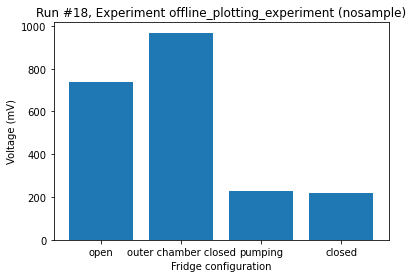 Run #18, Experiment offline_plotting_experiment (nosample)
1000
800
600
400
200
0
Voltage (mV)
open outer chamber closed pumping closed
Fridge configuration